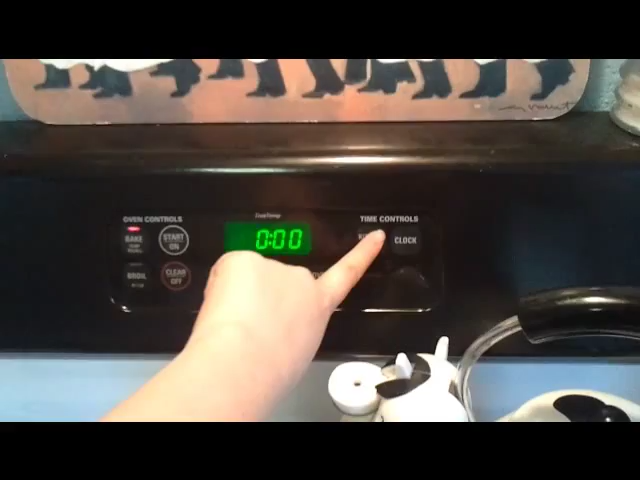 OVEN CONTROLS
TIME CONTROLS
BAKE
START
ON
0:00
CLOCK
BROIL
CLEAR
OFF